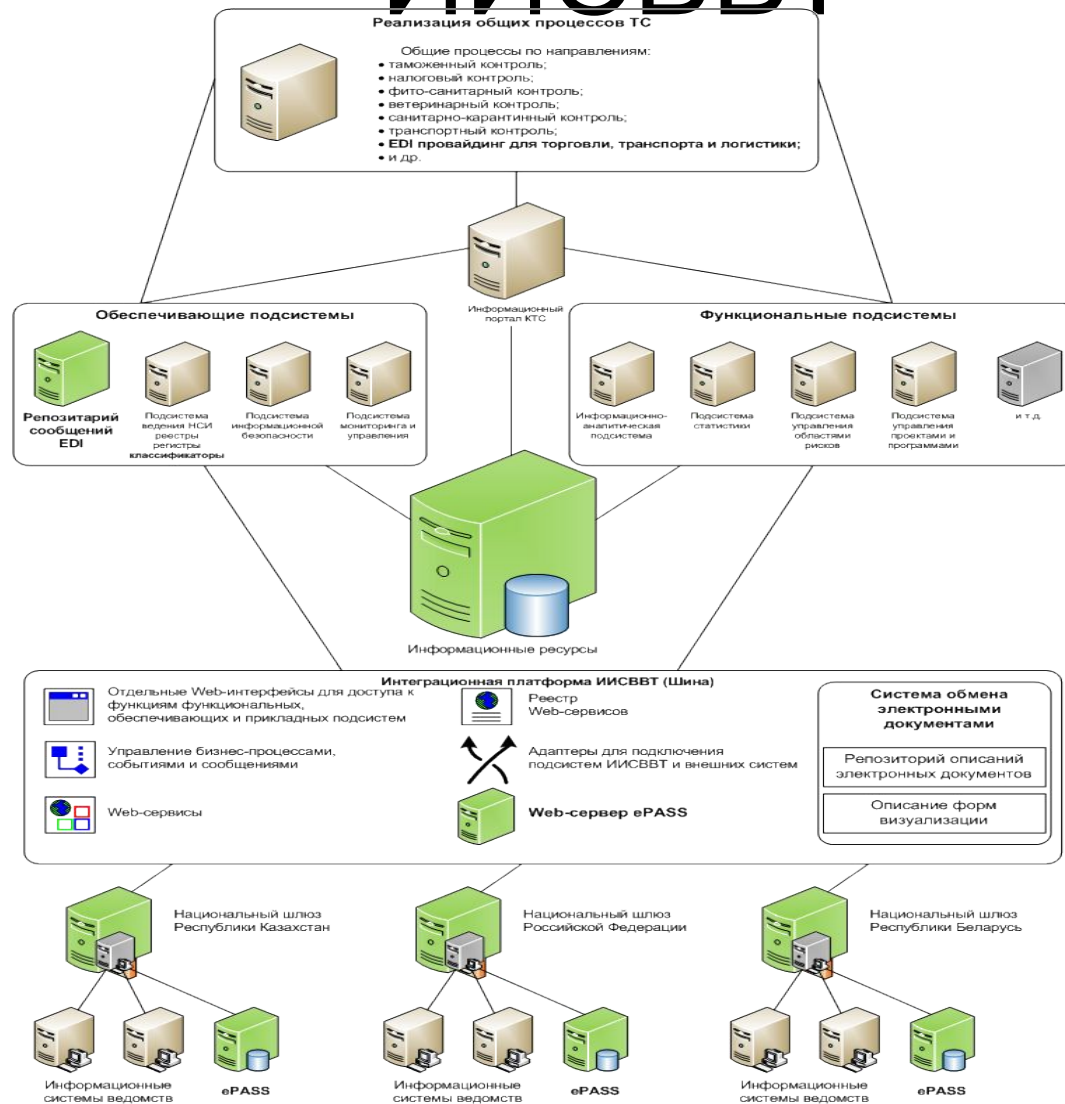 ИИСВВТ
Реализация общих процессов ТС
Общие процессы по направлениям:
• таможенный контроль;
• налоговый контроль;
• фито-санитарный контроль;
• ветеринарный контроль;
• санитарно-карантинный контроль;
• транспортный контроль;
• EDI провайдинг для торговли, транспорта и логистики;
• и др.
Информационный
портал КТС
Обеспечивающие подсистемы
Репозитарий
сообщений
EDI
Подсистема
ведения НСИ
реестры
регистры
классификаторы
Подсистема
информационной
безопасности
Подсистема
мониторинга и
управления
Функциональные подсистемы
Информационно-
аналитическая
подсистема
Подсистема
статистики
Подсистема
управления
областями
рисков
Подсистема
управления
проектами и
программами
и т.д.
Информационные ресурсы
Интеграционная платформа ИИСВВТ (Шина)
Отдельные Web-интерфейсы для доступа к
функциям функциональных,
обеспечивающих и прикладных подсистем
Управление бизнес-процессами,
событиями и сообщениями
Web-сервисы
Реестр
Web-сервисов
Адаптеры для подключения
подсистем ИИСВВТ и внешних систем
Web-сервер ePASS
Система обмена
электронными
документами
Репозиторий описаний
электронных документов
Описание форм
визуализации
Национальный шлюз
Республики Казахстан
Национальный шлюз
Российской Федерации
Национальный шлюз
Республики Беларусь
Информационные
системы ведомств
ePASS
Информационные
системы ведомств
ePASS
Информационные
системы ведомств
ePASS